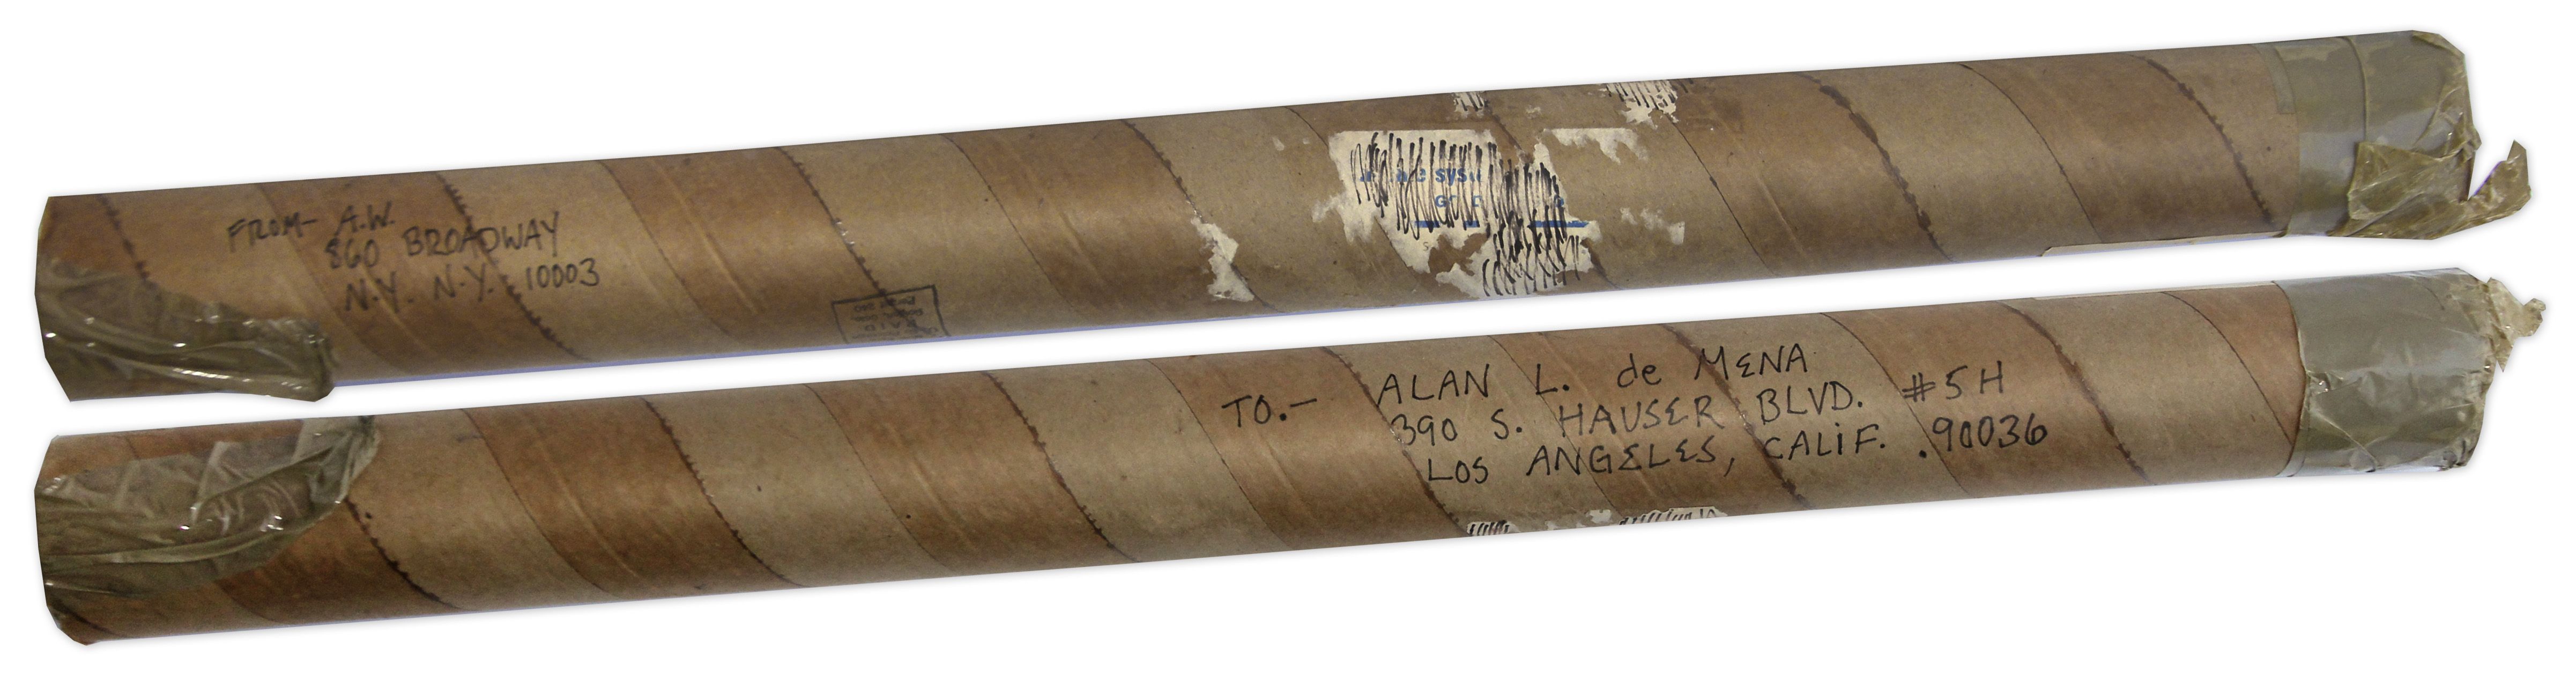 FROM- A.W.
860 BROADWAY
N.Y. N.Y. 10003
TO.- ALAN L. de MENA
390 S. HAUSER BLVD. #5H
LOS ANGELES, CALIF. .90036